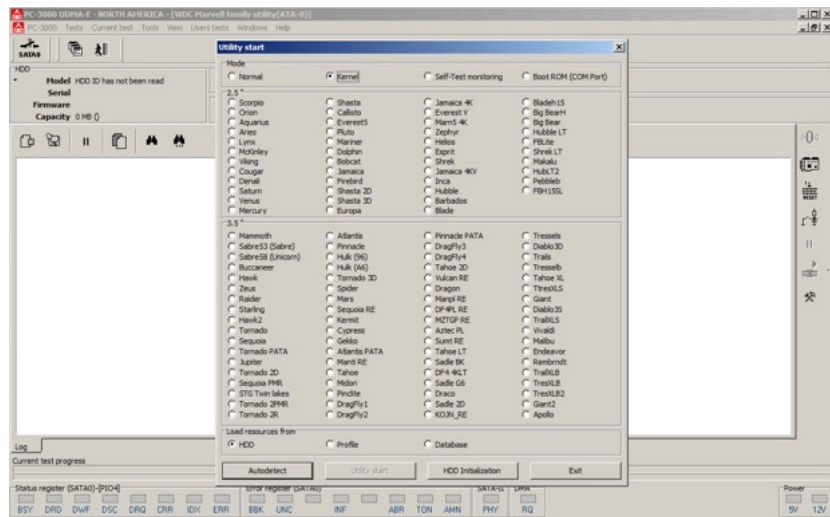 PC-3000 UDMA-E - NORTH AMERICA - [WDC Marvell family utility(ATA-0)]
PC-3000 Tests Current test Tools View Users tests Windows Help
SATA0
HDD
Model HDD ID has not been read
Serial
Firmware
Capacity 0 MB ()
Utility start
Mode
Normal Kernel Self-Test monitoring Boot ROM (COM Port)
2.5 "
Scorpio Shasta Jamaica 4K Bladeh1S
Orion Callisto Everest V Big BearH
Aquarius EverestS Mam5 4K Big Bear
Aries Pluto Zephyr Hubble LT
Lynx Mariner Helios FBLite
McKinley Dolphin Esprit Shrek LT
Viking Bobcat Shrek Makalu
Cougar Jamaica Jamaica 4KV HubLT2
Denali Firebird Inca Pebbleb
Saturn Shasta 2D Hubble FBH1SSL
Venus Shasta 3D Barbados
Mercury Europa Blade
3.5 "
Mammoth Atlantis Pinnacle PATA Tressels
Sabre53 (Sabre) Pinnacle DragFly3 Diablo3D
Sabre58 (Unicorn) Hulk (96) DragFly4 Trails
Buccaneer Hulk (A6) Tahoe 2D Tresselb
Hawk Tornado 3D Vulcan RE Tahoe XL
Zeus Spider Dragon TtresXLS
Raider Mars Manpl RE Giant
Starling Sequoia RE DF4PL RE Diablo3S
Hawk2 Kermit MZTGP RE TrailXLS
Tornado Cypress Aztec PL Vivaldi
Sequoia Gekko Sumt RE Malibu
Tornado PATA Atlantis PATA Tahoe LT Endeavor
Jupiter Manti RE Sadle BK Rembrndt
Tornado 2D Tahoe DF4 4KLT TrailXLB
Sequoia PMR Midori Sadle G6 TresXLB
STG Twin lakes Pindite Draco TresXLB2
Tornado 2PMR DragFly1 Sadle 2D Giant2
Tornado 2R DragFly2 KOJN_RE Apollo
Load resources from
HDD Profile Database
Autodetect Utility start HDD Initialization Exit
RESET
Log
Current test progress
Status register (SATA0)-[PIO4] Error register (SATA0) SATA-II DMA Power
BSY DRD DWF DSC DRQ CRR IDX ERR BBK UNC INF ABR TON AMN PHY RQ 5V 12V